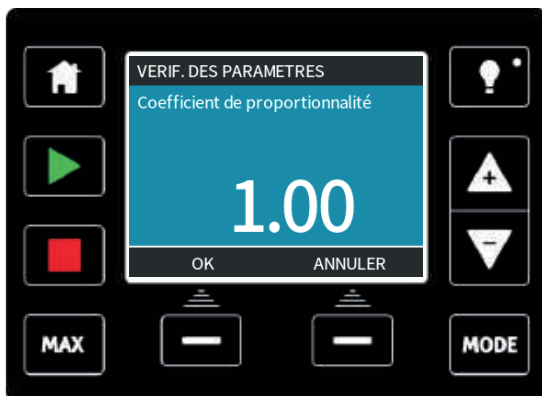 VERIF. DES PARAMETRES
Coefficient de proportionnalité
1.00
OK ANNULER
MAX
MODE